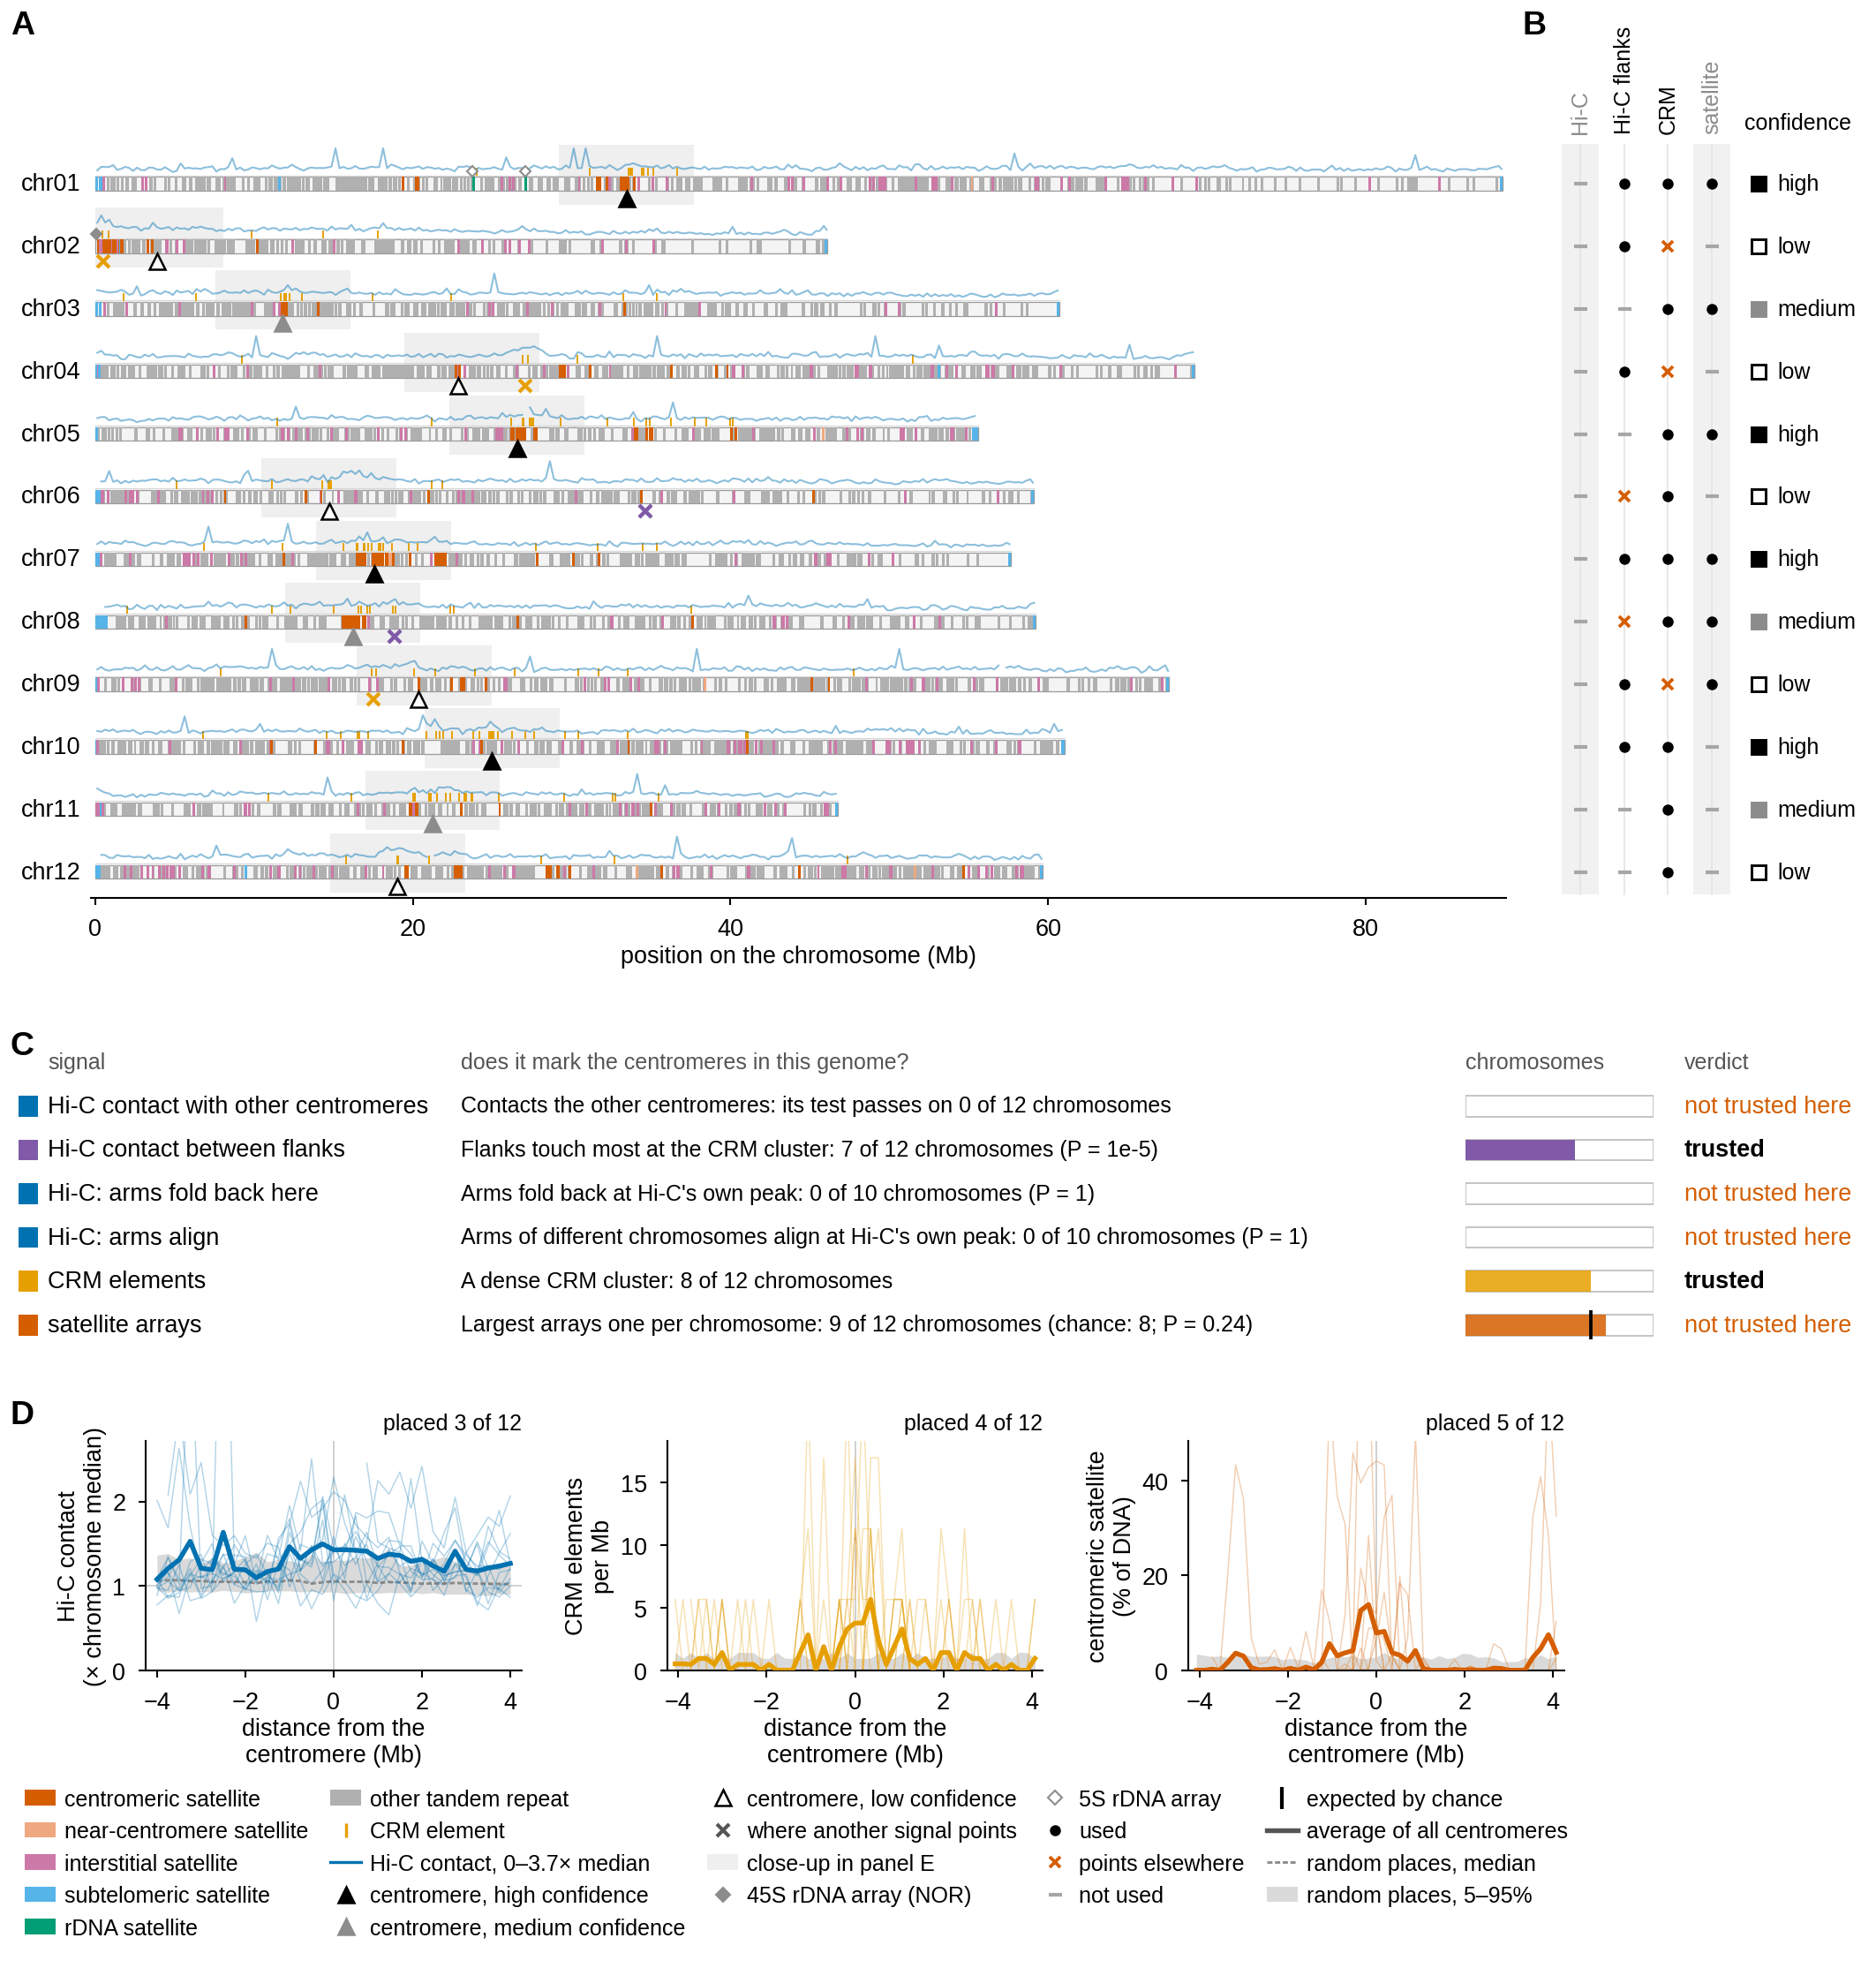 A
B
Hi-C
Hi-C flanks
CRM
satellite
confidence
chr01
high
chr02
low
chr03
medium
chr04
low
chr05
high
chr06
low
chr07
high
chr08
medium
chr09
low
chr10
high
chr11
medium
chr12
low
0 20 40 60 80
position on the chromosome (Mb)
C
signal
does it mark the centromeres in this genome?
chromosomes
verdict
Hi-C contact with other centromeres
Contacts the other centromeres: its test passes on 0 of 12 chromosomes
not trusted here
Hi-C contact between flanks
Flanks touch most at the CRM cluster: 7 of 12 chromosomes (P = 1e-5)
trusted
Hi-C: arms fold back here
Arms fold back at Hi-C's own peak: 0 of 10 chromosomes (P = 1)
not trusted here
Hi-C: arms align
Arms of different chromosomes align at Hi-C's own peak: 0 of 10 chromosomes (P = 1)
not trusted here
CRM elements
A dense CRM cluster: 8 of 12 chromosomes
trusted
satellite arrays
Largest arrays one per chromosome: 9 of 12 chromosomes (chance: 8; P = 0.24)
not trusted here
D
placed 3 of 12
Hi-C contact
(× chromosome median)
2
1
0
−4 −2 0 2 4
distance from the
centromere (Mb)
placed 4 of 12
CRM elements
per Mb
15
10
5
0
−4 −2 0 2 4
distance from the
centromere (Mb)
placed 5 of 12
centromeric satellite
(% of DNA)
40
20
0
−4 −2 0 2 4
distance from the
centromere (Mb)
centromeric satellite
near-centromere satellite
interstitial satellite
subtelomeric satellite
rDNA satellite
other tandem repeat
CRM element
Hi-C contact, 0–3.7× median
centromere, high confidence
centromere, medium confidence
centromere, low confidence
where another signal points
close-up in panel E
45S rDNA array (NOR)
5S rDNA array
used
points elsewhere
not used
expected by chance
average of all centromeres
random places, median
random places, 5–95%